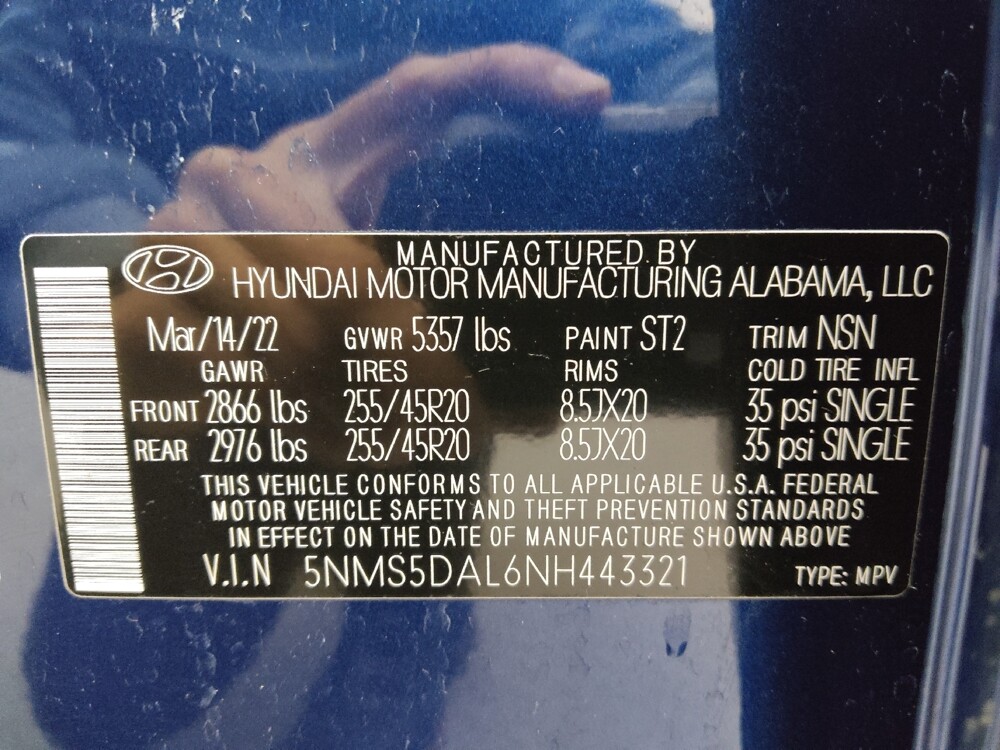 MANUFACTURED BY
HYUNDAI MOTOR MANUFACTURING ALABAMA, LLC
Mar/14/22 GVWR 5357 lbs PAINT ST2 TRIM NSN
GAWR TIRES RIMS COLD TIRE INFL
FRONT 2866 lbs 255/45R20 8.5JX20 35 psi SINGLE
REAR 2976 lbs 255/45R20 8.5JX20 35 psi SINGLE
THIS VEHICLE CONFORMS TO ALL APPLICABLE U.S.A. FEDERAL
MOTOR VEHICLE SAFETY AND THEFT PREVENTION STANDARDS
IN EFFECT ON THE DATE OF MANUFACTURE SHOWN ABOVE
V.I.N 5NMS5DAL6NH443321 TYPE: MPV